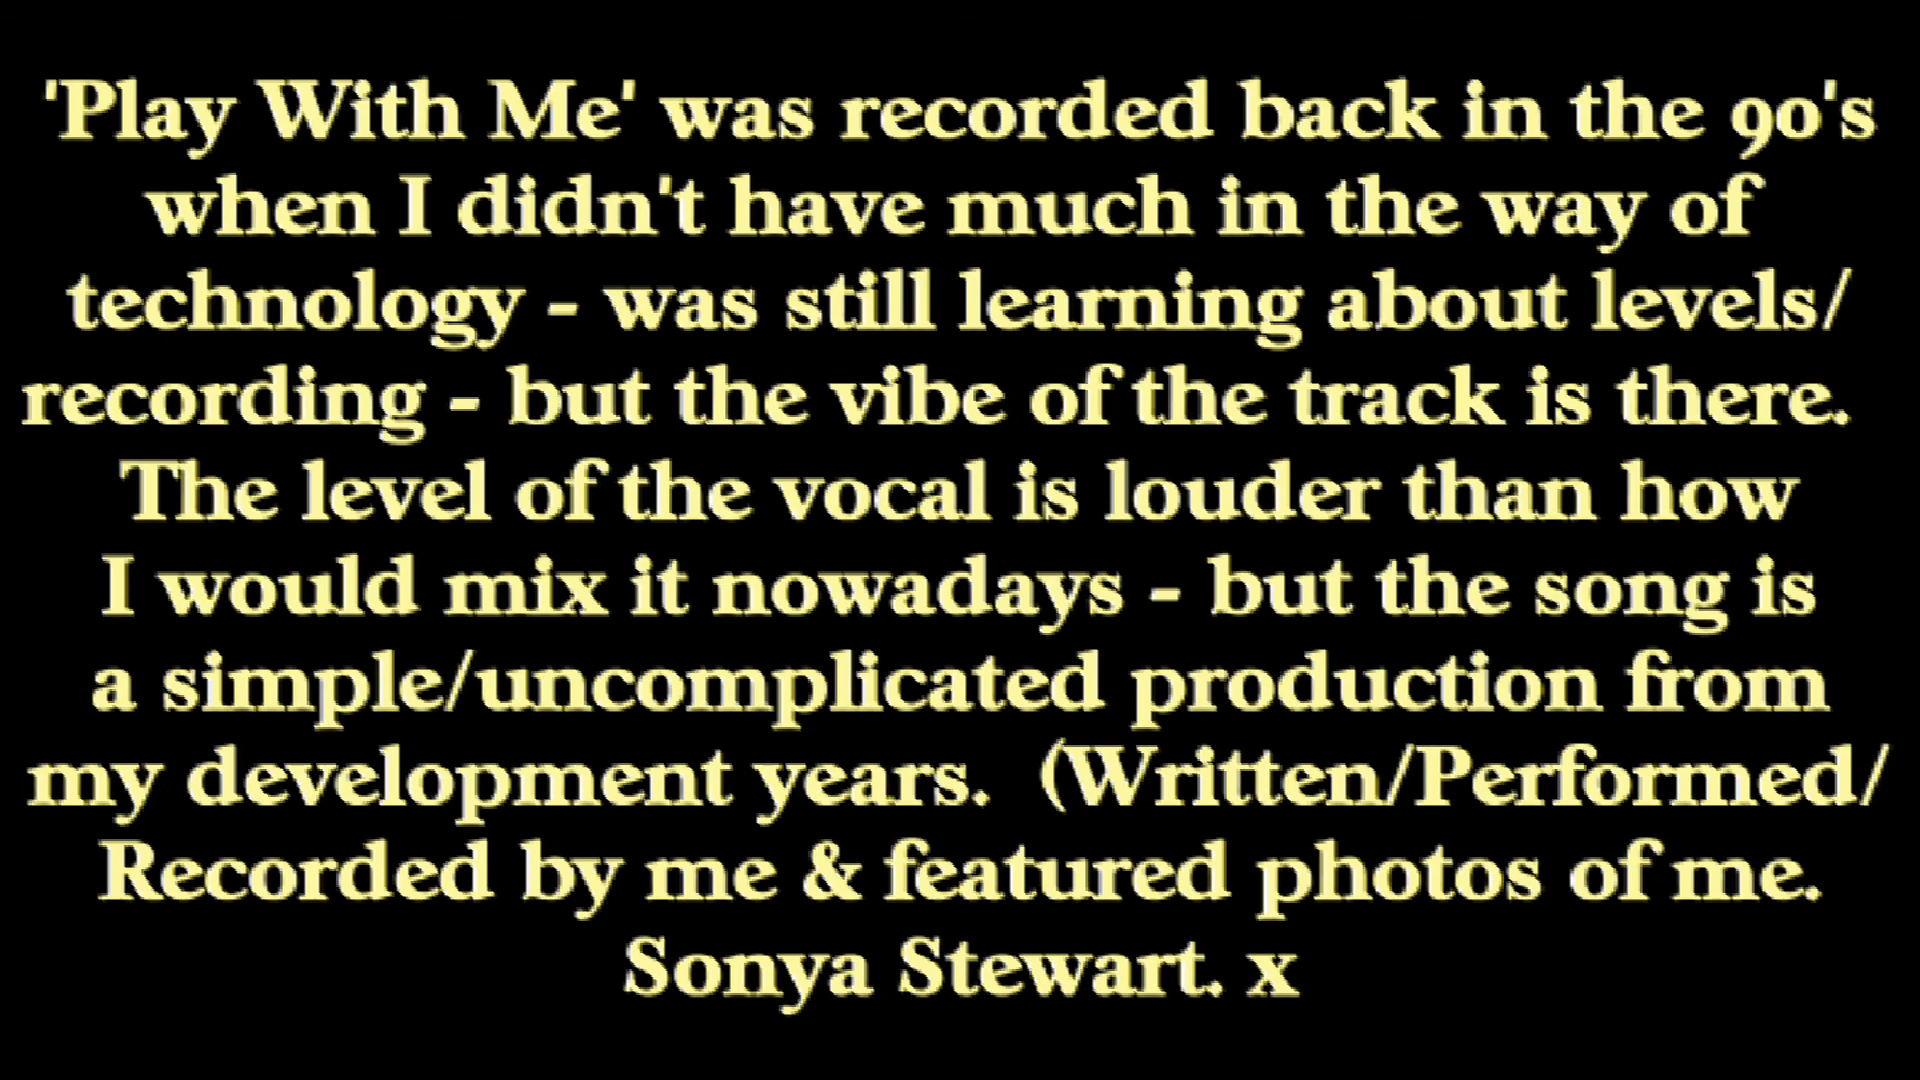 'Play With Me' was recorded back in the 90's
when I didn't have much in the way of
technology - was still learning about levels/
recording - but the vibe of the track is there.
The level of the vocal is louder than how
I would mix it nowadays - but the song is
a simple/uncomplicated production from
my development years.  (Written/Performed/
Recorded by me & featured photos of me.
Sonya Stewart. x